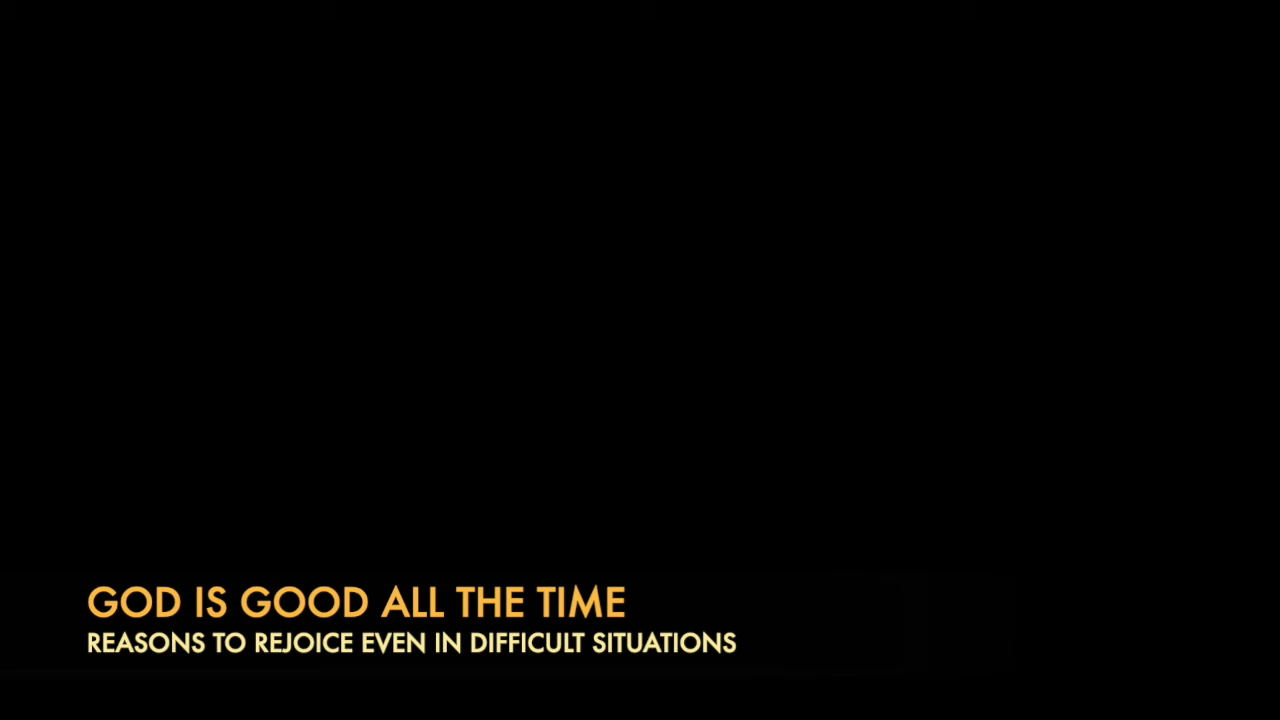 GOD IS GOOD ALL THE TIME
REASONS TO REJOICE EVEN IN DIFFICULT SITUATIONS